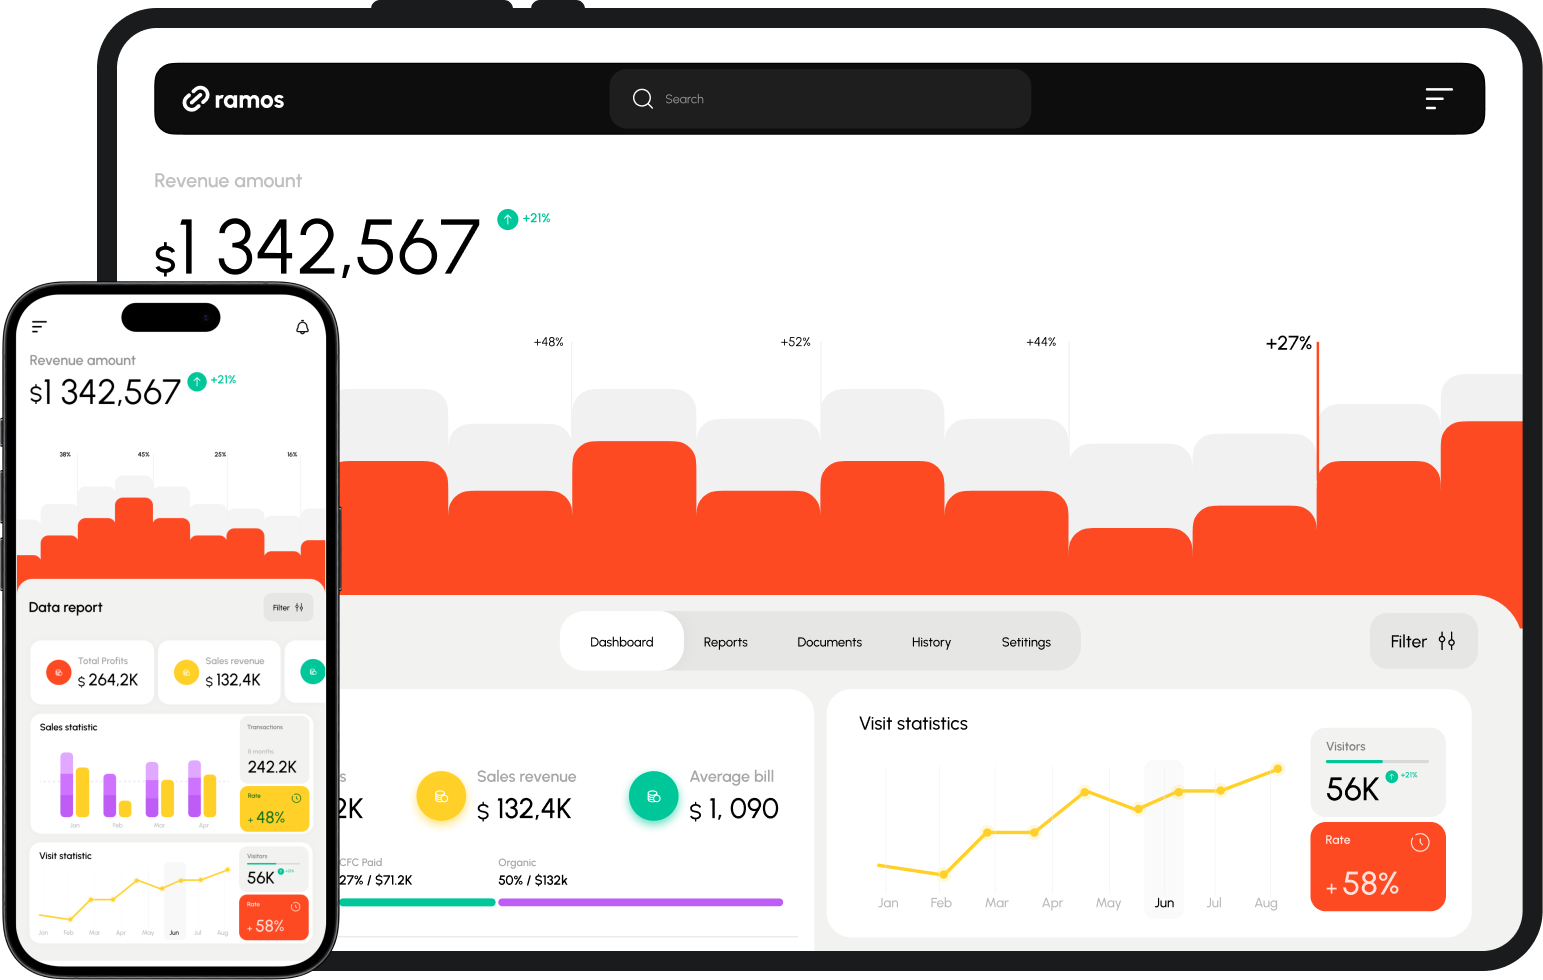 ramos
Search
Revenue amount
$1 342,567
+21%
+48%
+52%
+44%
+27%
Dashboard
Reports
Documents
History
Setitings
Filter
s
2K
Sales revenue
$ 132,4K
Average bill
$ 1, 090
CFC Paid
27% / $71.2K
Organic
50% / $132k
Visit statistics
Jan Feb Mar Apr May Jun Jul Aug
Visitors
56K
+21%
Rate
+ 58%
Revenue amount
$1 342,567
+21%
38% 45% 25% 16%
Data report
Filter
Total Profits
$ 264,2K
Sales revenue
$ 132,4K
Sales statistic
Jan Feb Mar Apr
Transactions
242.2K
Rate
+ 48%
Visit statistic
Jan Feb Mar Apr May Jun Jul Aug
Visitors
56K
Rate
+ 58%